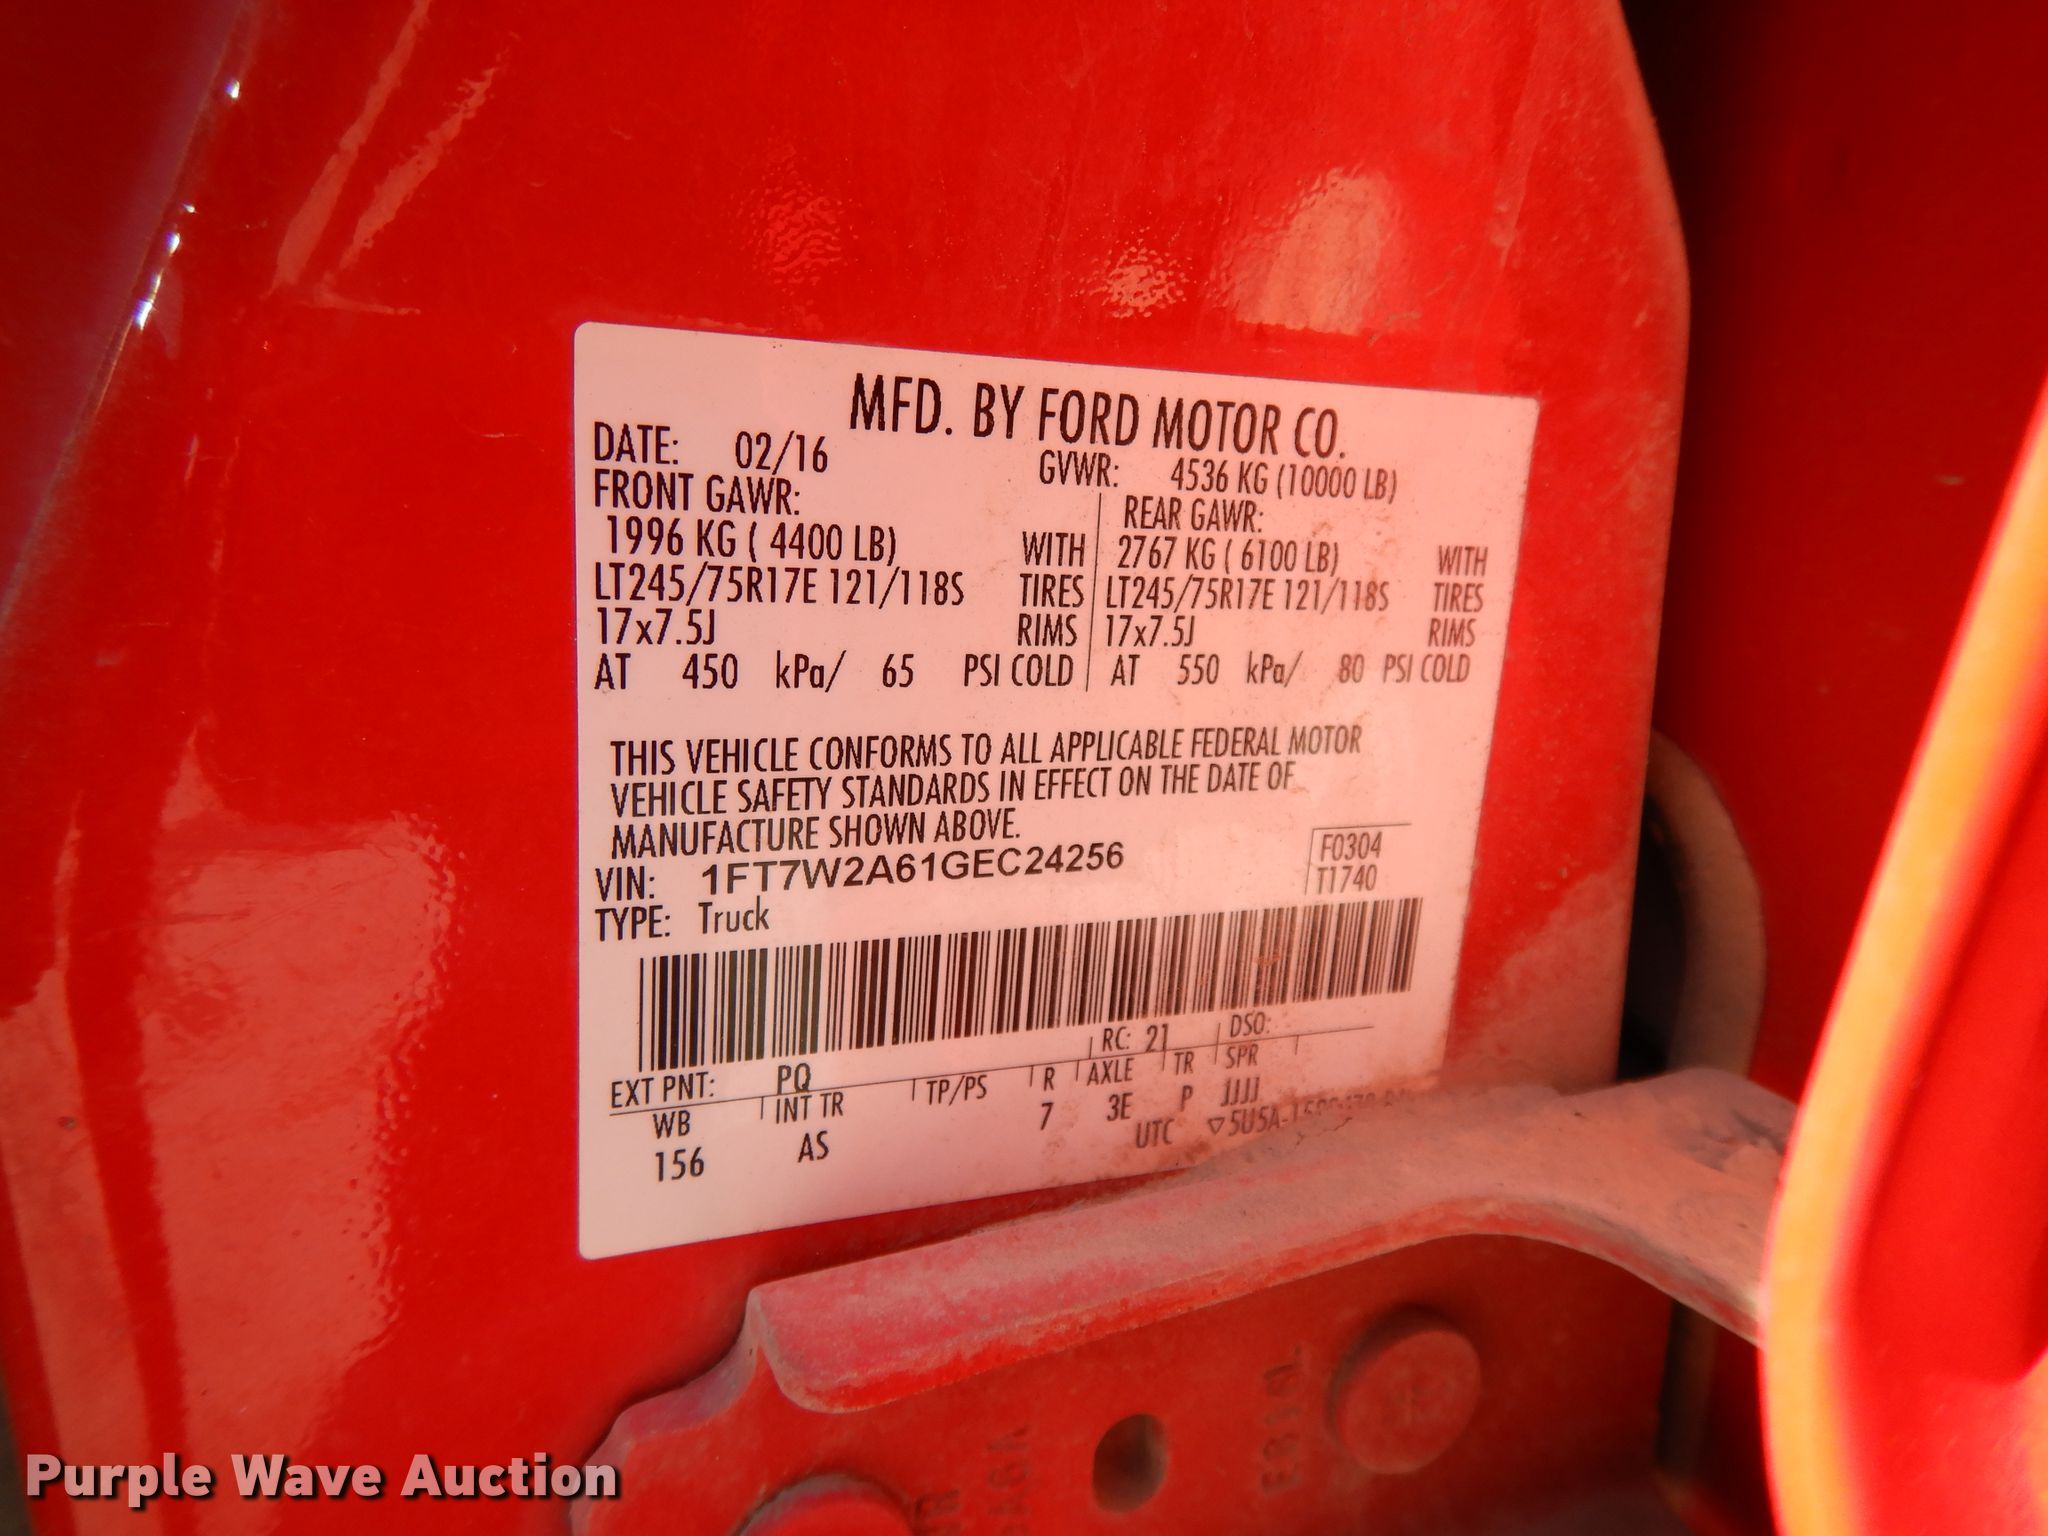 MFD. BY FORD MOTOR CO.
DATE: 02/16 GVWR: 4536 KG (10000 LB)
FRONT GAWR: REAR GAWR:
1996 KG ( 4400 LB) WITH 2767 KG ( 6100 LB) WITH
LT245/75R17E 121/118S TIRES LT245/75R17E 121/118S TIRES
17x7.5J RIMS 17x7.5J RIMS
AT 450 kPa/ 65 PSI COLD AT 550 kPa/ 80 PSI COLD
THIS VEHICLE CONFORMS TO ALL APPLICABLE FEDERAL MOTOR
VEHICLE SAFETY STANDARDS IN EFFECT ON THE DATE OF
MANUFACTURE SHOWN ABOVE.
VIN: 1FT7W2A61GEC24256 F0304
TYPE: Truck T1740
EXT PNT: PQ RC: 21 DSO:
WB INT TR TP/PS R AXLE TR SPR
156 AS 7 3E P JJJJ
UTC
Purple Wave Auction